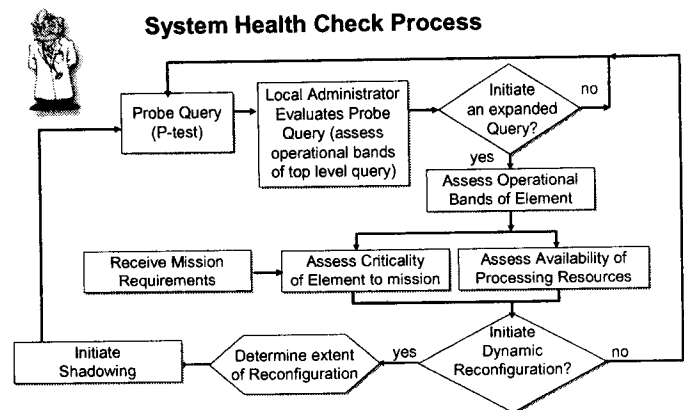 System Health Check Process
Probe Query
(P-test)
Local Administrator
Evaluates Probe
Query (assess
operational bands
of top level query)
Initiate
an expanded
Query?
no
yes
Assess Operational
Bands of Element
Receive Mission
Requirements
Assess Criticality
of Element to mission
Assess Availability of
Processing Resources
Initiate
Shadowing
Determine extent
of Reconfiguration
yes
Initiate
Dynamic
Reconfiguration?
no